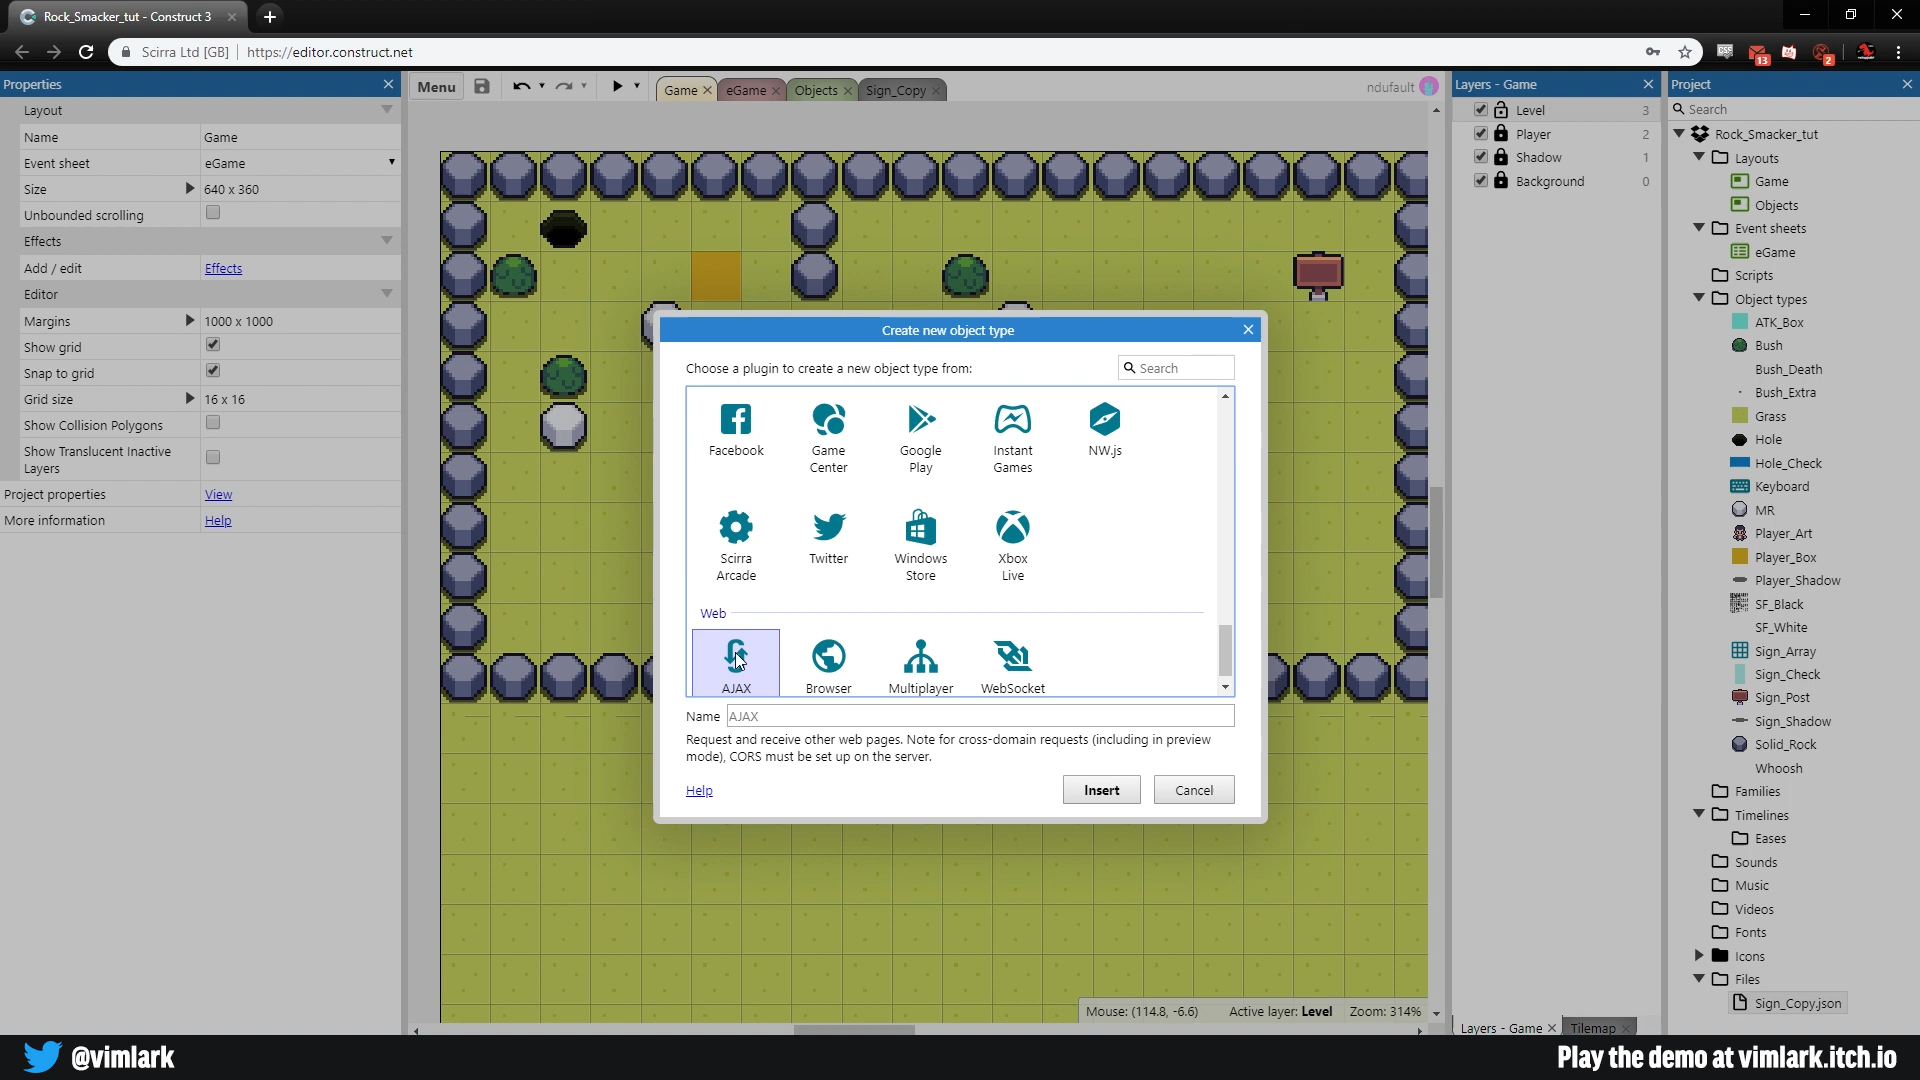 Rock_Smacker_tut - Construct 3
Scirra Ltd [GB] https://editor.construct.net
CSS 13 2
Properties
Layout
Name Game
Event sheet eGame
Size 640 x 360
Unbounded scrolling
Effects
Add / edit Effects
Editor
Margins 1000 x 1000
Show grid
Snap to grid
Grid size 16 x 16
Show Collision Polygons
Show Translucent Inactive
Layers
Project properties View
More information Help
Menu
Game eGame Objects Sign_Copy
ndufault
Create new object type
Choose a plugin to create a new object type from:
Search
Facebook
Game
Center
Google
Play
Instant
Games
NW.js
Scirra
Arcade
Twitter
Windows
Store
Xbox
Live
Web
AJAX
Browser
Multiplayer
WebSocket
Name AJAX
Request and receive other web pages. Note for cross-domain requests (including in preview
mode), CORS must be set up on the server.
Help
Insert
Cancel
Mouse: (114.8, -6.6) Active layer: Level Zoom: 314%
Layers - Game
Level 3
Player 2
Shadow 1
Background 0
Layers - Game Tilemap
Project
Search
Rock_Smacker_tut
Layouts
Game
Objects
Event sheets
eGame
Scripts
Object types
ATK_Box
Bush
Bush_Death
Bush_Extra
Grass
Hole
Hole_Check
Keyboard
MR
Player_Art
Player_Box
Player_Shadow
SF_Black
SF_White
Sign_Array
Sign_Check
Sign_Post
Sign_Shadow
Solid_Rock
Whoosh
Families
Timelines
Eases
Sounds
Music
Videos
Fonts
Icons
Files
Sign_Copy.json
@vimlark
Play the demo at vimlark.itch.io